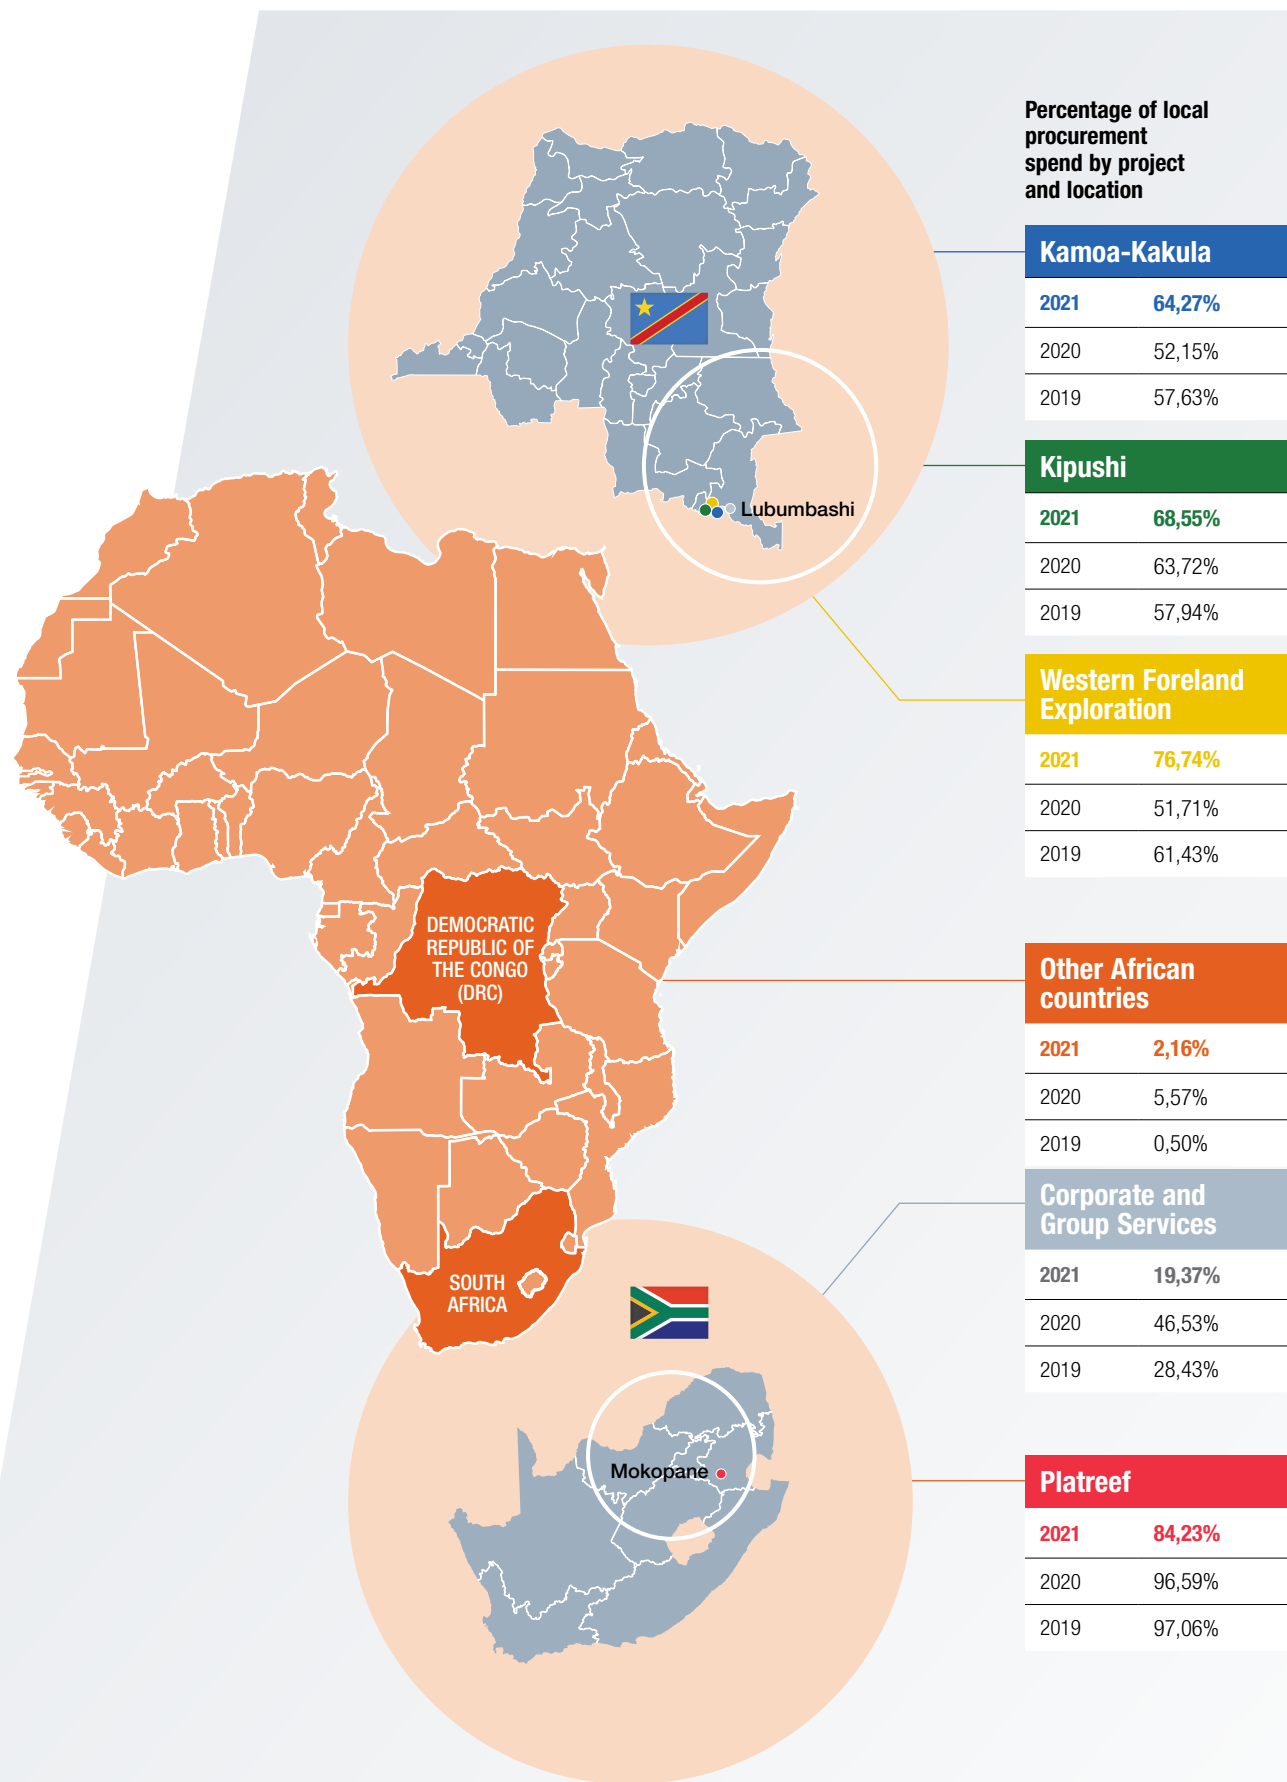 Percentage of local
procurement
spend by project
and location
Kamoa-Kakula
2021 64,27%
2020 52,15%
2019 57,63%
Kipushi
2021 68,55%
2020 63,72%
2019 57,94%
Lubumbashi
Western Foreland
Exploration
2021 76,74%
2020 51,71%
2019 61,43%
DEMOCRATIC
REPUBLIC OF
THE CONGO
(DRC)
Other African
countries
2021 2,16%
2020 5,57%
2019 0,50%
Corporate and
Group Services
2021 19,37%
2020 46,53%
2019 28,43%
SOUTH
AFRICA
Mokopane
Platreef
2021 84,23%
2020 96,59%
2019 97,06%